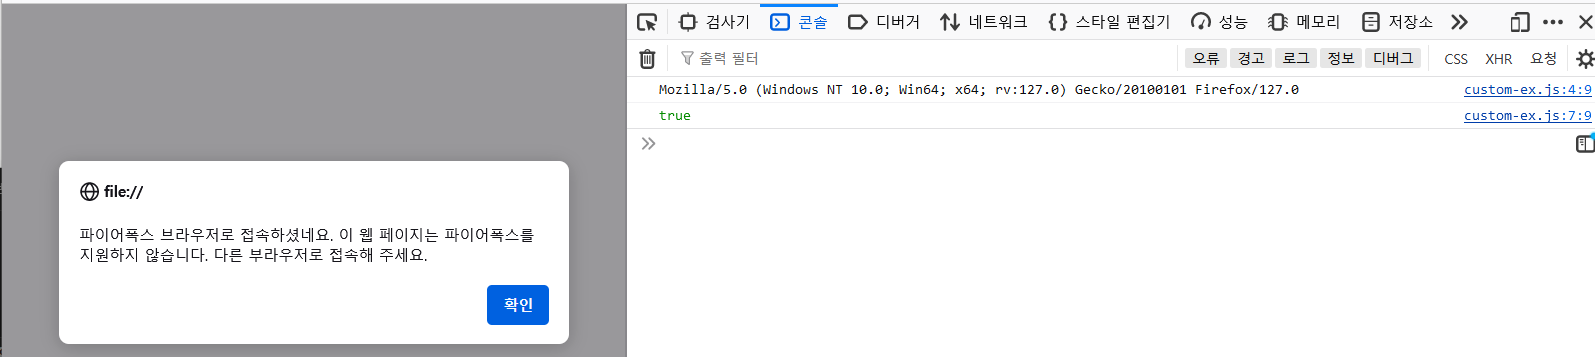 검사기 콘솔 디버거 네트워크 스타일 편집기 성능 메모리 저장소
출력 필터 오류 경고 로그 정보 디버그 CSS XHR 요청
Mozilla/5.0 (Windows NT 10.0; Win64; x64; rv:127.0) Gecko/20100101 Firefox/127.0 custom-ex.js:4:9
true custom-ex.js:7:9
file://
파이어폭스 브라우저로 접속하셨네요. 이 웹 페이지는 파이어폭스를
지원하지 않습니다. 다른 부라우저로 접속해 주세요.
확인